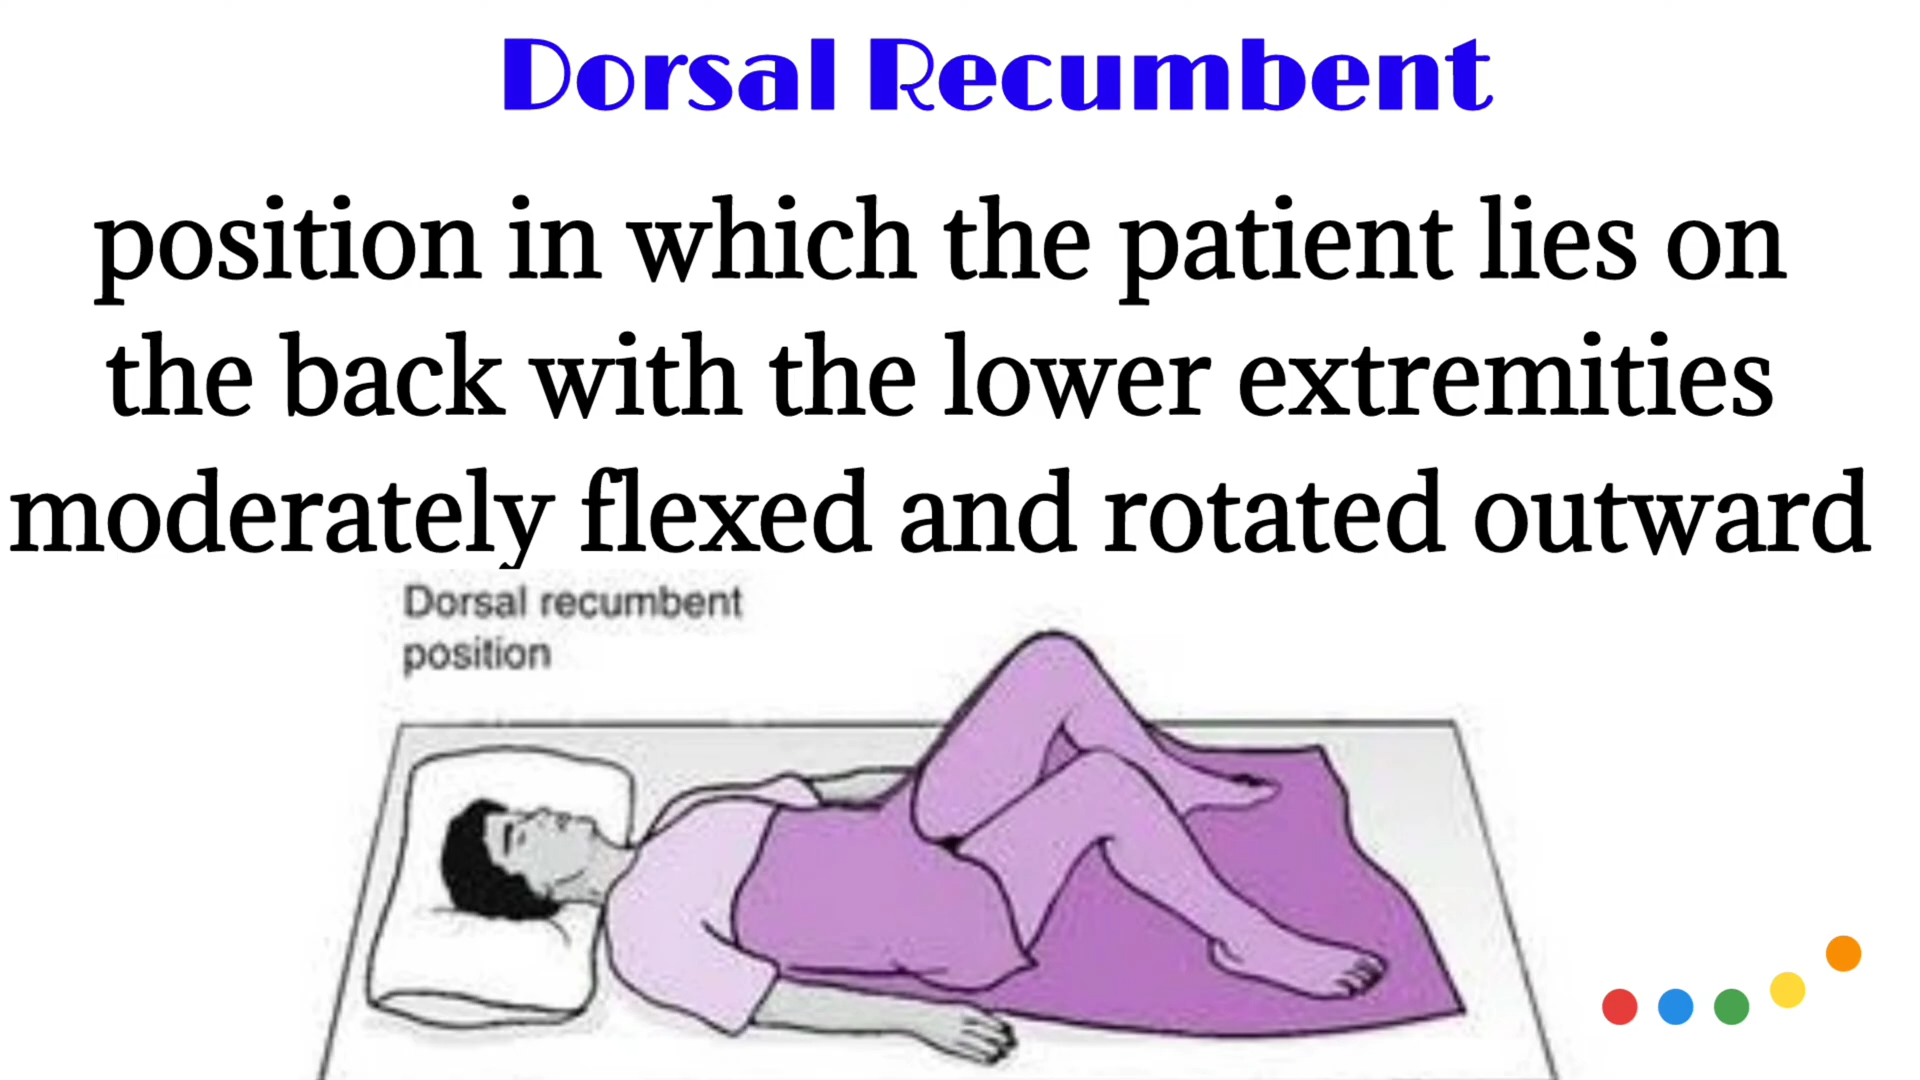 Dorsal Recumbent
position in which the patient lies on
the back with the lower extremities
moderately flexed and rotated outward
Dorsal recumbent
position